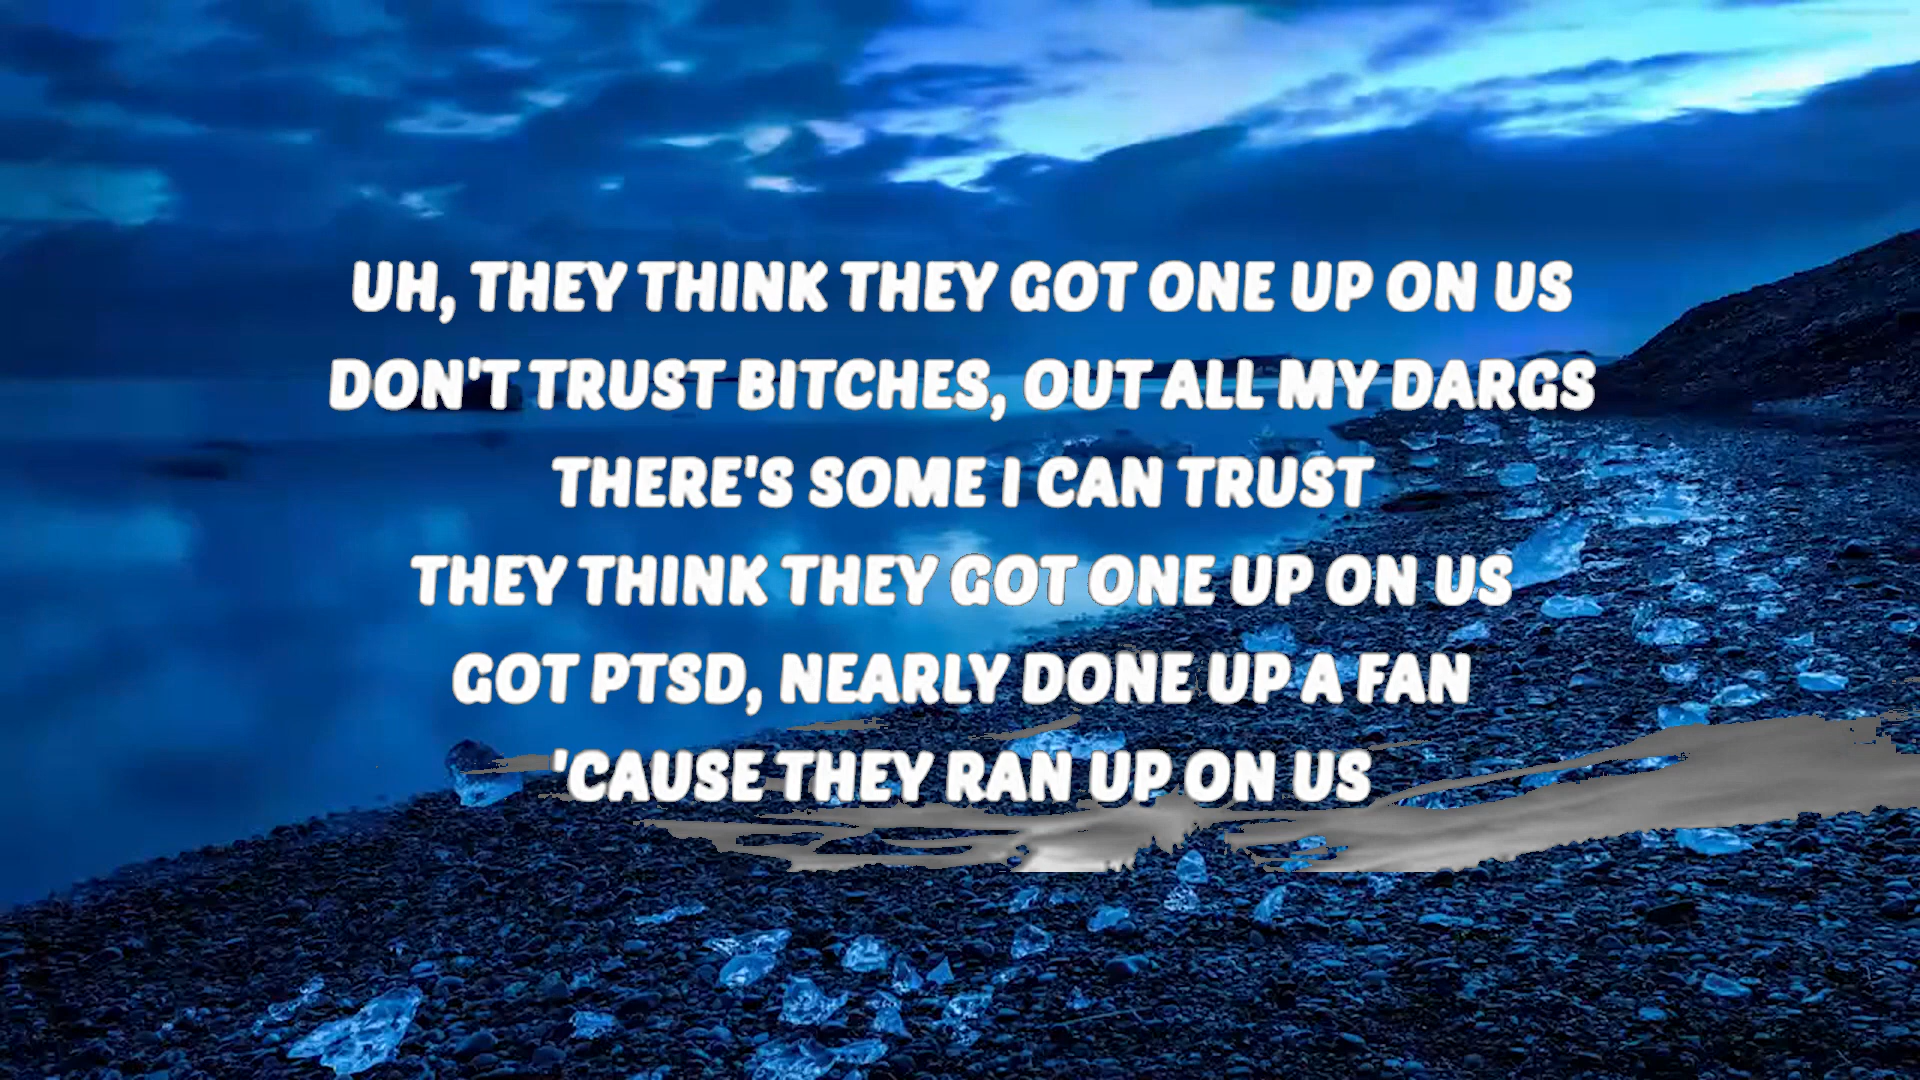 UH, THEY THINK THEY GOT ONE UP ON US
DON'T TRUST BITCHES, OUT ALL MY DARGS
THERE'S SOME I CAN TRUST
THEY THINK THEY GOT ONE UP ON US
GOT PTSD, NEARLY DONE UP A FAN
'CAUSE THEY RAN UP ON US